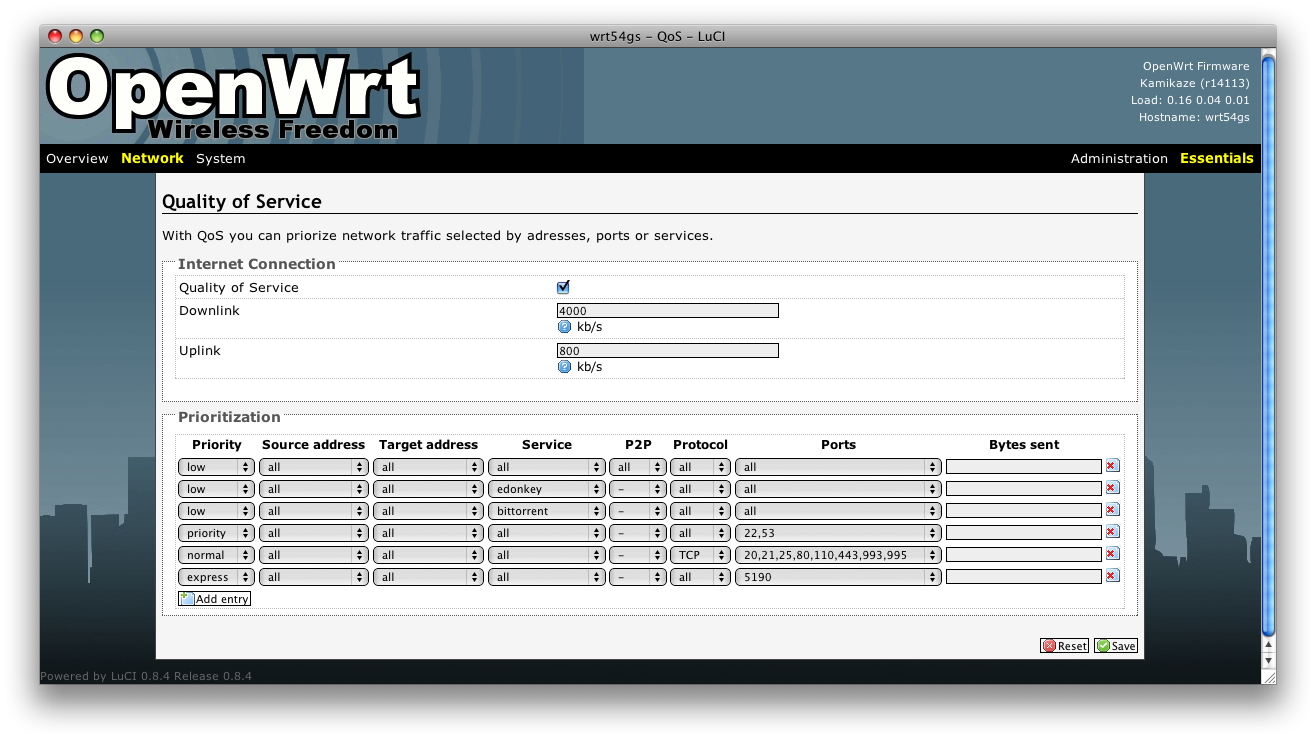 wrt54gs – QoS – LuCI
OpenWrt
Wireless Freedom
OpenWrt Firmware
Kamikaze (r14113)
Load: 0.16 0.04 0.01
Hostname: wrt54gs
Overview Network System Administration Essentials
Quality of Service
With QoS you can priorize network traffic selected by adresses, ports or services.
Internet Connection
Quality of Service
Downlink 4000
kb/s
Uplink 800
kb/s
Prioritization
Priority Source address Target address Service P2P Protocol Ports Bytes sent
low all all all all all all
low all all edonkey – all all
low all all bittorrent – all all
priority all all all – all 22,53
normal all all all – TCP 20,21,25,80,110,443,993,995
express all all all – all 5190
Add entry
Reset Save
Powered by LuCI 0.8.4 Release 0.8.4